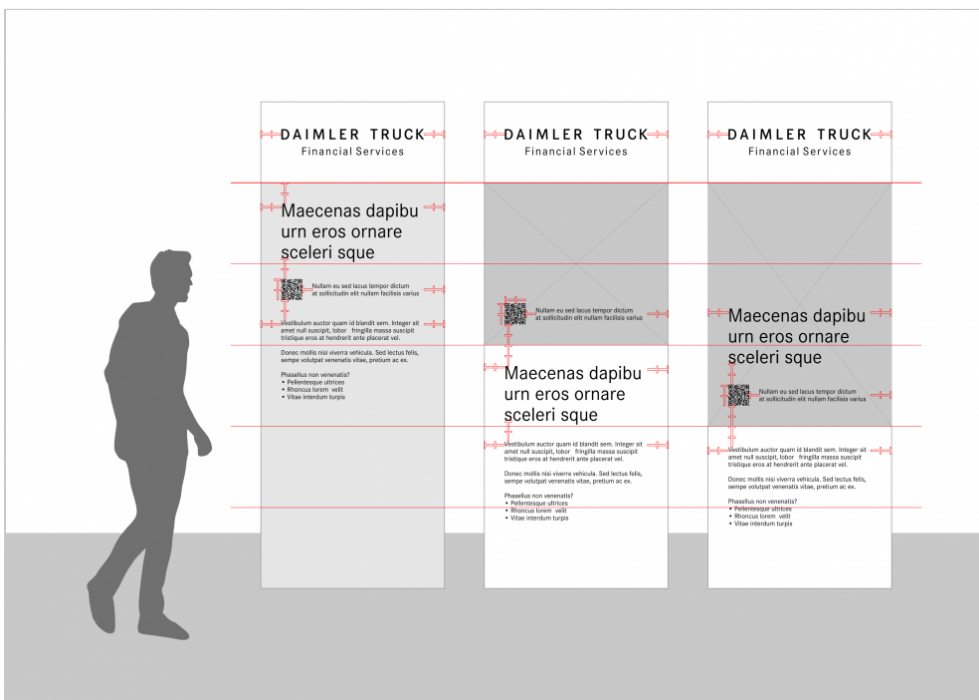 DAIMLER TRUCK
Financial Services
Maecenas dapibu
urn eros ornare
sceleri sque
Nullam eu sed lacus tempor dictum
at sollicitudin elit nullam facilisis varius
Vestibulum auctor quam id blandit sem. Integer sit
amet null suscipit, lobor fringilla massa suscipit
tristique eros at hendrerit ante placerat vel.
Donec mollis nisi viverra vehicula. Sed lectus felis,
sempe volutpat venenatis vitae, pretium ac ex.
Phasellus non venenatis?
• Pellentesque ultrices
• Rhoncus lorem velit
• Vitae interdum turpis
DAIMLER TRUCK
Financial Services
Nullam eu sed lacus tempor dictum
at sollicitudin elit nullam facilisis varius
Maecenas dapibu
urn eros ornare
sceleri sque
Vestibulum auctor quam id blandit sem. Integer sit
amet null suscipit, lobor fringilla massa suscipit
tristique eros at hendrerit ante placerat vel.
Donec mollis nisi viverra vehicula. Sed lectus felis,
sempe volutpat venenatis vitae, pretium ac ex.
Phasellus non venenatis?
• Pellentesque ultrices
• Rhoncus lorem velit
• Vitae interdum turpis
DAIMLER TRUCK
Financial Services
Maecenas dapibu
urn eros ornare
sceleri sque
Nullam eu sed lacus tempor dictum
at sollicitudin elit nullam facilisis varius
Vestibulum auctor quam id blandit sem. Integer sit
amet null suscipit, lobor fringilla massa suscipit
tristique eros at hendrerit ante placerat vel.
Donec mollis nisi viverra vehicula. Sed lectus felis,
sempe volutpat venenatis vitae, pretium ac ex.
Phasellus non venenatis?
• Pellentesque ultrices
• Rhoncus lorem velit
• Vitae interdum turpis